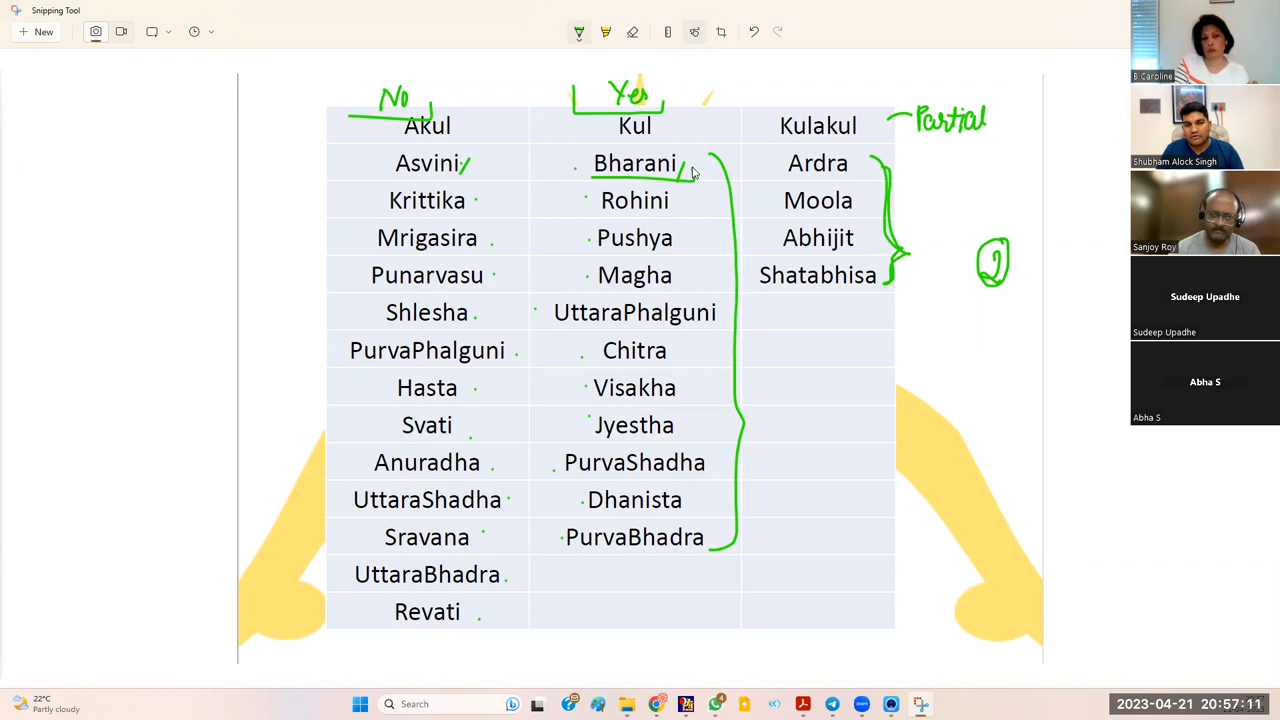 Snipping Tool
New
No
Yes
Akul Kul Kulakul Partial
Asvini Bharani Ardra
Krittika Rohini Moola
Mrigasira Pushya Abhijit
Punarvasu Magha Shatabhisa
Shlesha UttaraPhalguni
PurvaPhalguni Chitra
Hasta Visakha
Svati Jyestha
Anuradha PurvaShadha
UttaraShadha Dhanista
Sravana PurvaBhadra
UttaraBhadra
Revati
B Caroline
Shubham Alock Singh
Sanjoy Roy
Sudeep Upadhe
Sudeep Upadhe
Abha S
Abha S
22°C
Partly cloudy
Search
2023-04-21 20:57:11